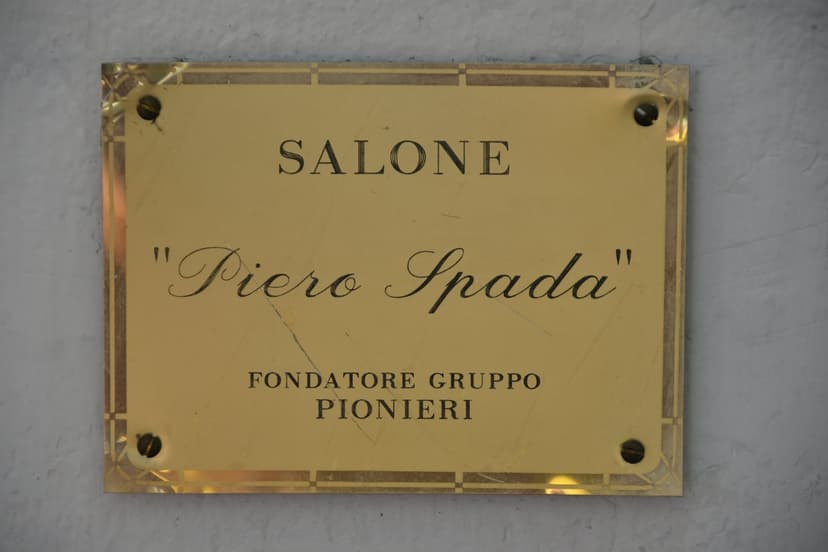 SALONE
"Piero Spada"
FONDATORE GRUPPO
PIONIERI